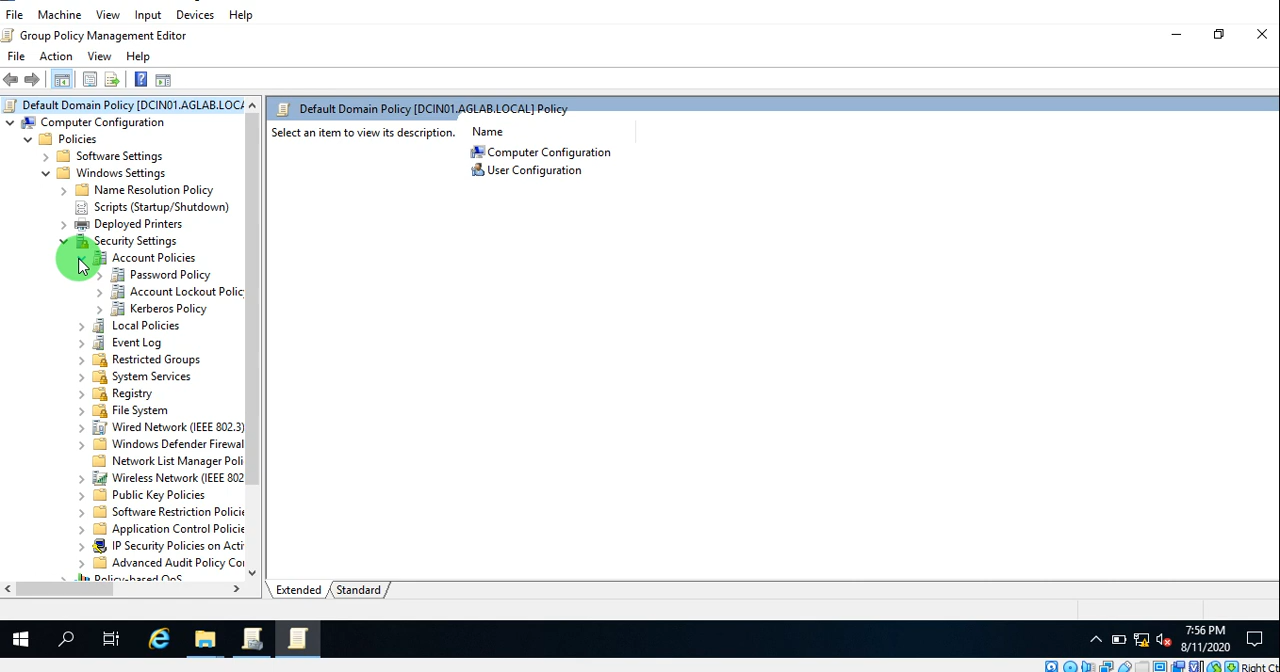 File Machine View Input Devices Help
Group Policy Management Editor
File Action View Help
Default Domain Policy [DCIN01.AGLAB.LOCA
Computer Configuration
Policies
Software Settings
Windows Settings
Name Resolution Policy
Scripts (Startup/Shutdown)
Deployed Printers
Security Settings
Account Policies
Password Policy
Account Lockout Polic
Kerberos Policy
Local Policies
Event Log
Restricted Groups
System Services
Registry
File System
Wired Network (IEEE 802.3)
Windows Defender Firewal
Network List Manager Poli
Wireless Network (IEEE 802
Public Key Policies
Software Restriction Policie
Application Control Policie
IP Security Policies on Acti
Advanced Audit Policy Co
Policy-based QoS
Default Domain Policy [DCIN01.AGLAB.LOCAL] Policy
Select an item to view its description.
Name
Computer Configuration
User Configuration
Extended Standard
7:56 PM
8/11/2020
Right Ct